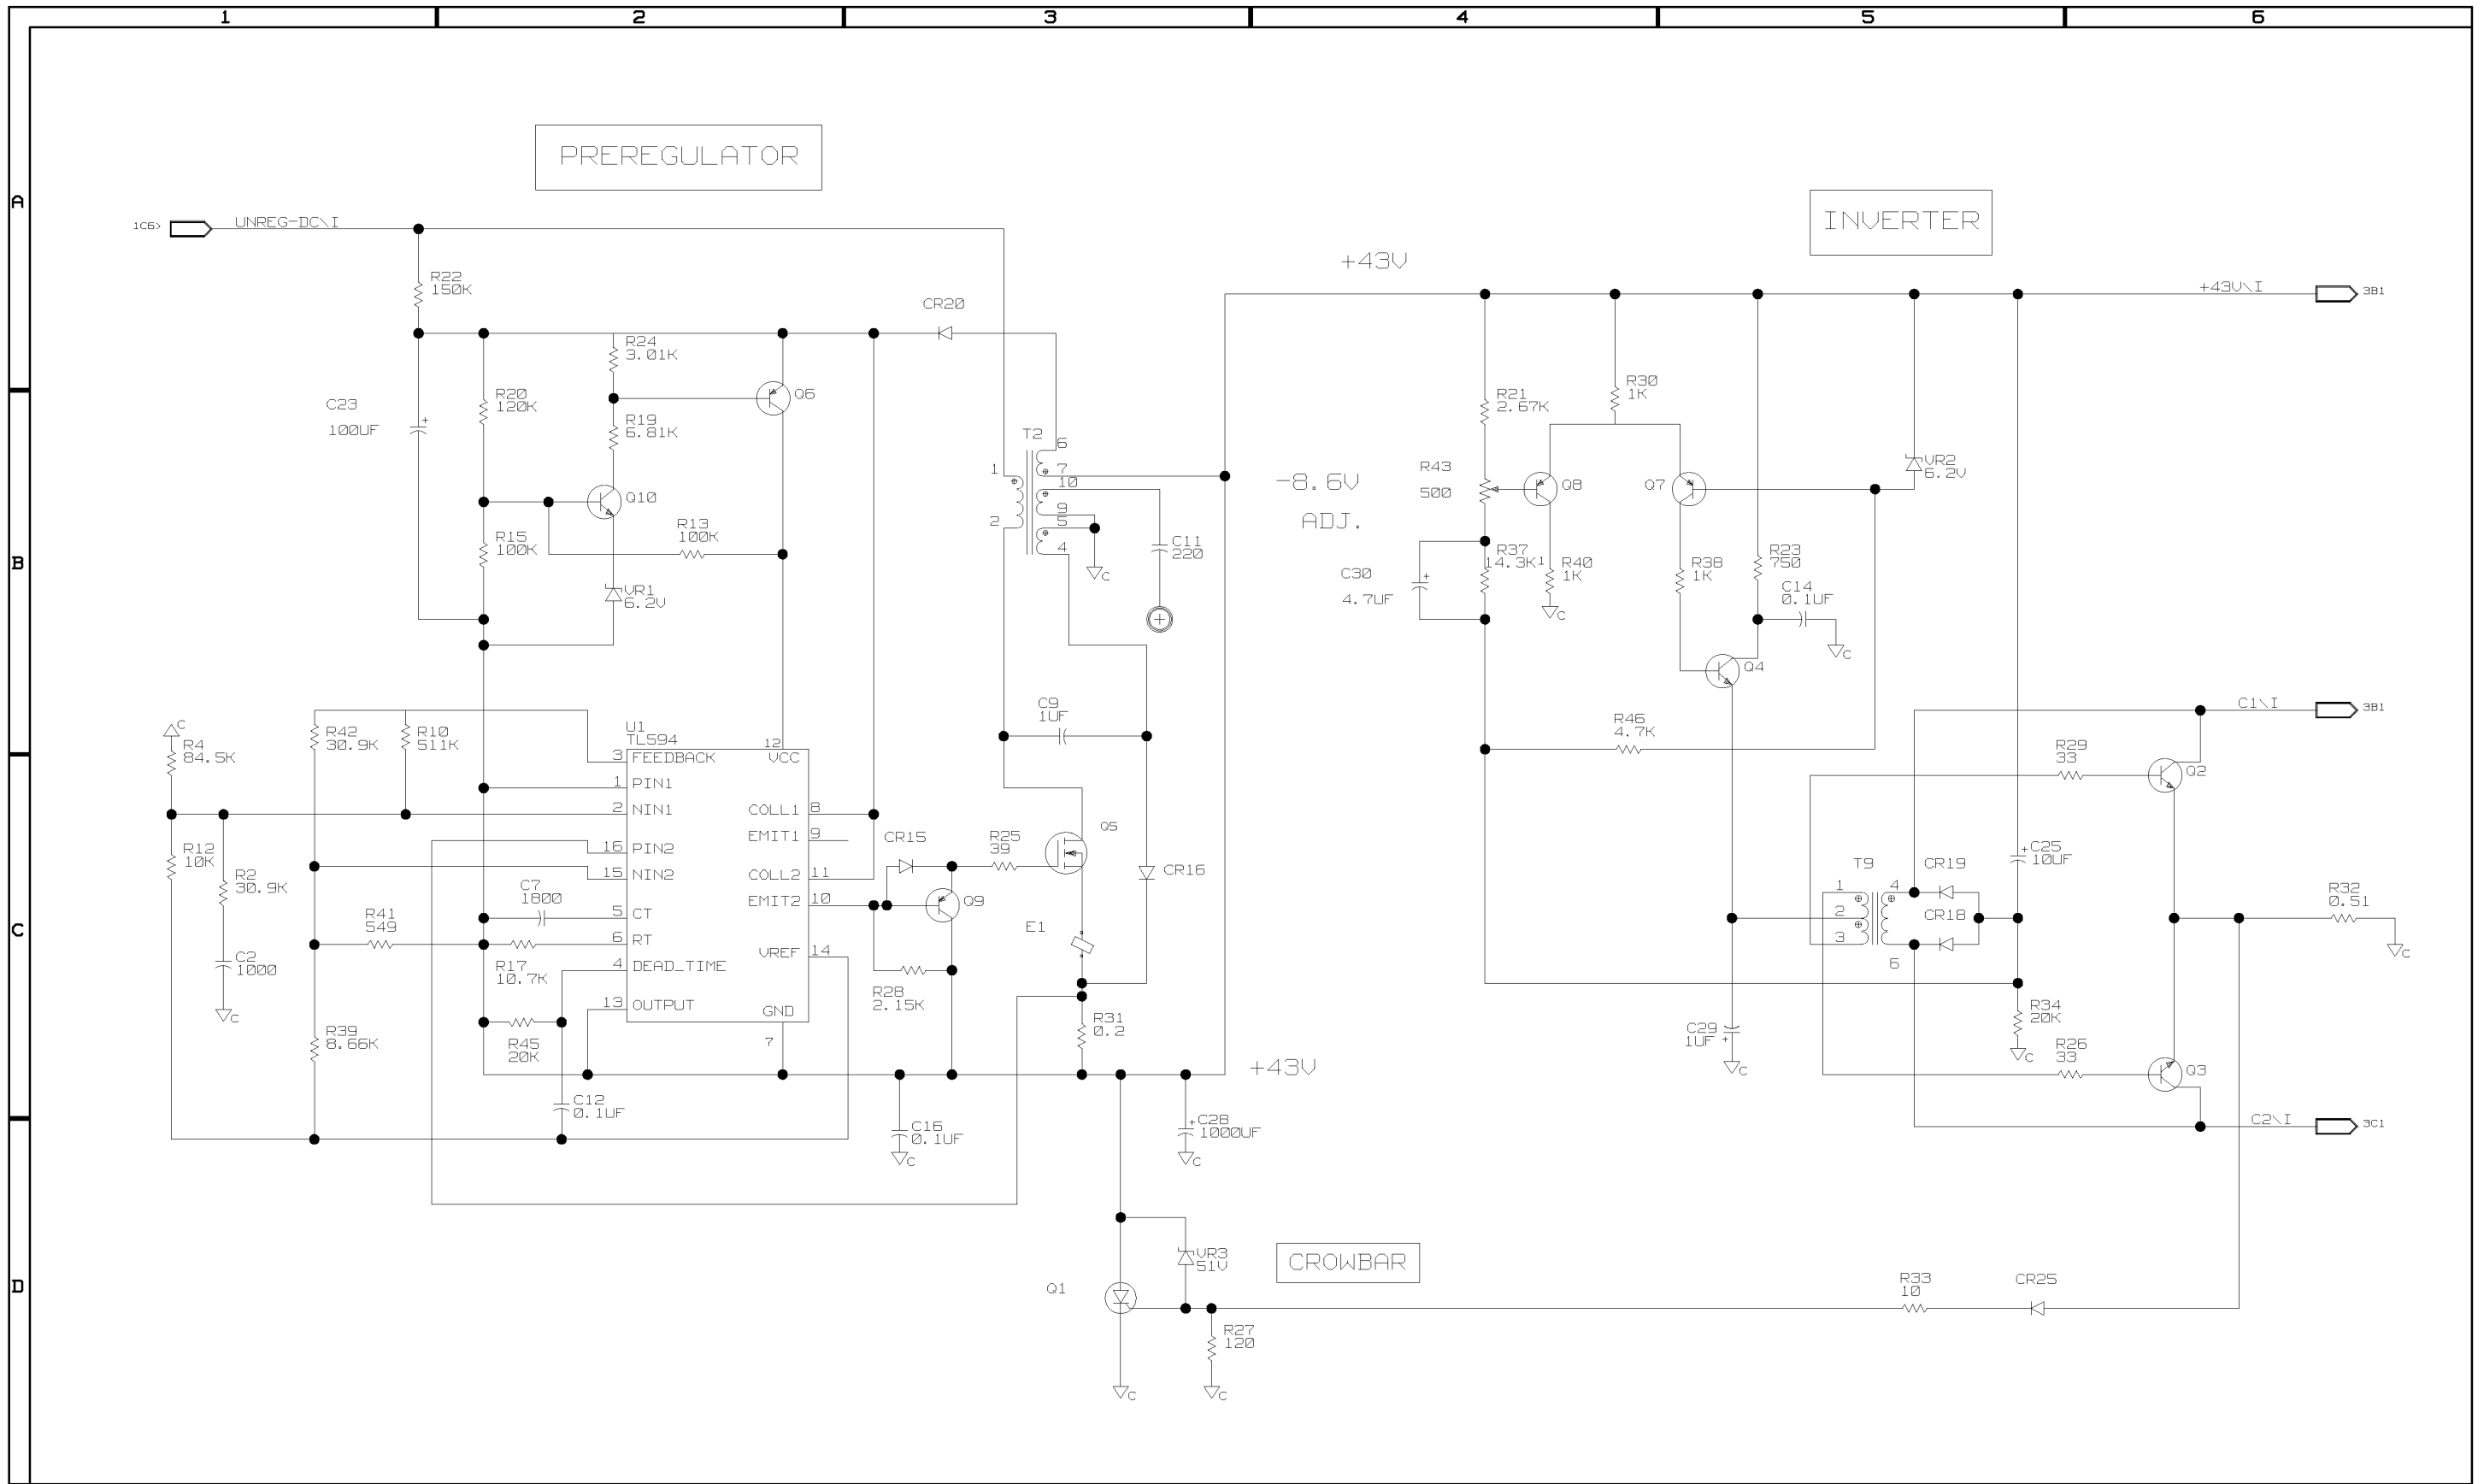 1 2 3 4 5 6
A
B
C
D
PREREGULATOR
1C6> UNREG-DC\I
R22
150K
CR20
R24
3.01K
C23
100UF
R20
120K
Q6
R19
6.81K
Q10
R15
100K
R13
100K
VR1
6.2V
T2
1
2
6
7
10
9
5
4
C11
220
C
C9
1UF
C
R4
84.5K
R42
30.9K
R10
511K
U1
TL594
3 FEEDBACK
1 PIN1
2 NIN1
16 PIN2
15 NIN2
5 CT
6 RT
4 DEAD_TIME
13 OUTPUT
12
VCC
COLL1 8
EMIT1 9
COLL2 11
EMIT2 10
VREF 14
GND
7
R12
10K
R2
30.9K
C2
1000
C
R41
549
R39
8.66K
C7
1800
R17
10.7K
R45
20K
C12
0.1UF
CR15
R25
39
Q5
Q9
CR16
E1
R28
2.15K
R31
0.2
C16
0.1UF
C
C28
1000UF
C
+43V
VR3
51V
Q1
C
R27
120
C
CROWBAR
R33
10
CR25
INVERTER
+43V
+43V\I 3B1
R21
2.67K
R30
1K
R43
500
-8.6V
ADJ.
Q8
Q7
VR2
6.2V
R37
14.3K
1
R40
1K
C
C30
4.7UF
R38
1K
R23
750
C14
0.1UF
C
Q4
R46
4.7K
C1\I 3B1
R29
33
Q2
C25
10UF
T9
1
2
3
4
6
CR19
CR18
R32
0.51
C
C29
1UF
C
R34
20K
C
R26
33
Q3
C2\I 3C1